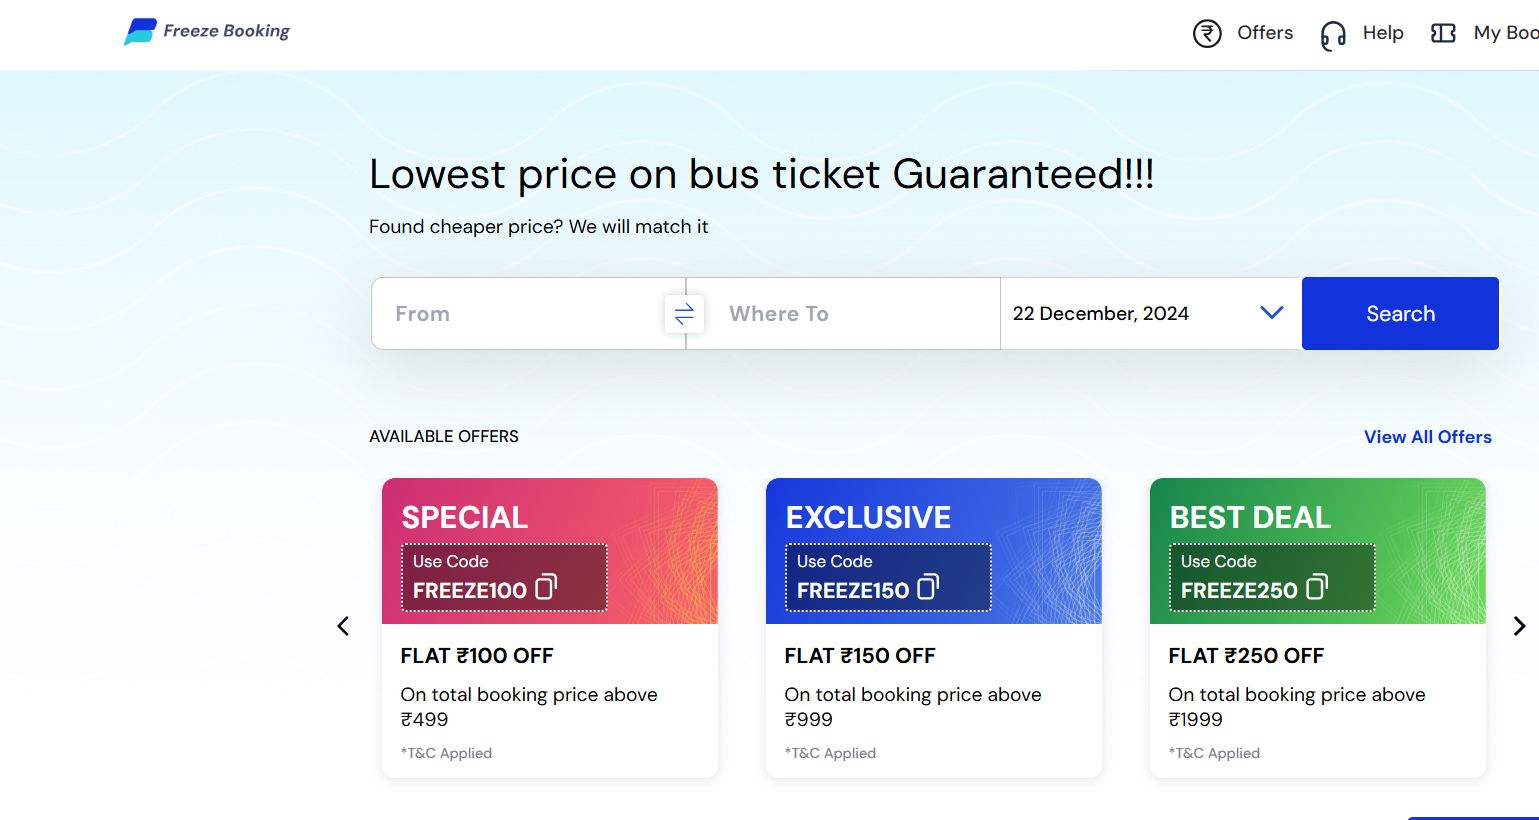 Freeze Booking
Offers
Help
My Boo
Lowest price on bus ticket Guaranteed!!!
Found cheaper price? We will match it
From
Where To
22 December, 2024
Search
AVAILABLE OFFERS
View All Offers
SPECIAL
Use Code
FREEZE100
FLAT ₹100 OFF
On total booking price above
₹499
*T&C Applied
EXCLUSIVE
Use Code
FREEZE150
FLAT ₹150 OFF
On total booking price above
₹999
*T&C Applied
BEST DEAL
Use Code
FREEZE250
FLAT ₹250 OFF
On total booking price above
₹1999
*T&C Applied